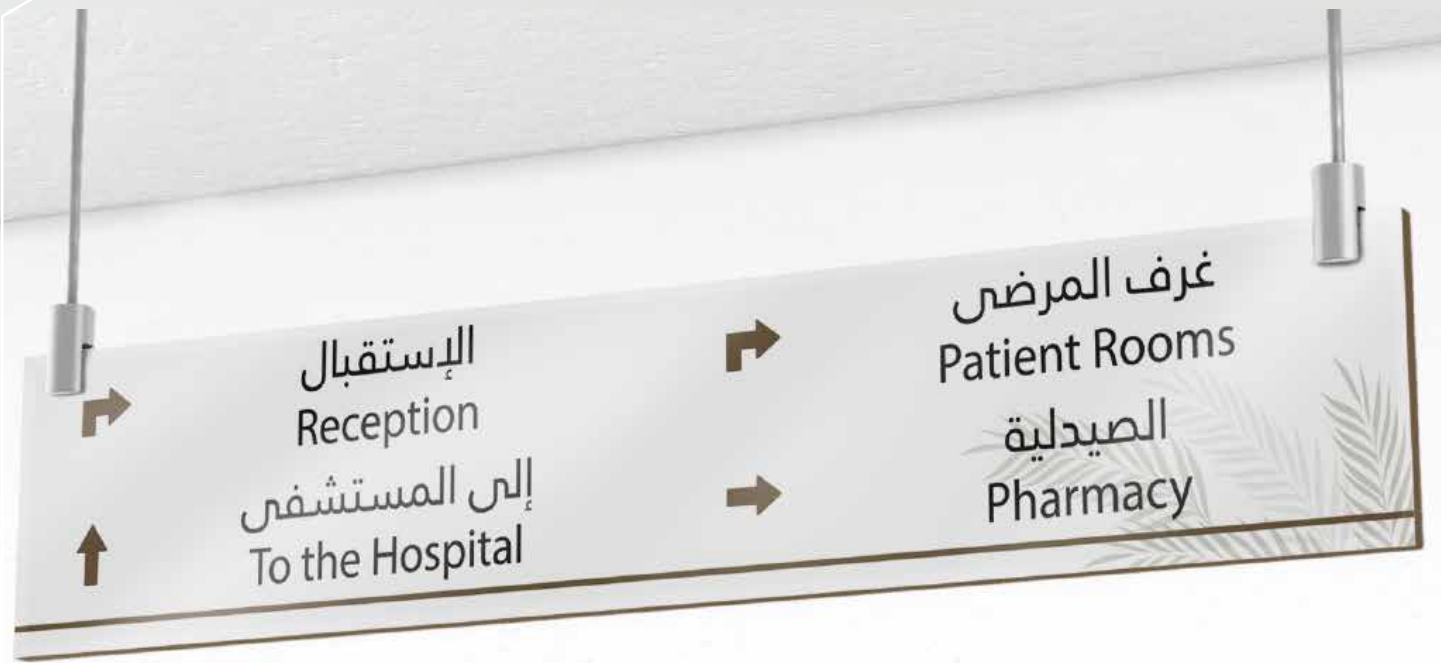 الإستقبال
Reception
إلى المستشفى
To the Hospital
غرف المرضى
Patient Rooms
الصيدلية
Pharmacy